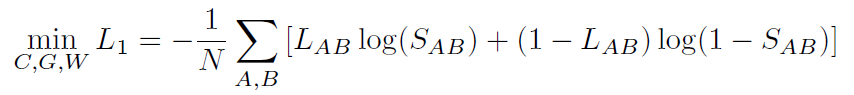 \min_{C,G,W} L_1 = -\frac{1}{N} \sum_{A,B} [L_{AB} \log(S_{AB}) + (1 - L_{AB}) \log(1 - S_{AB})]